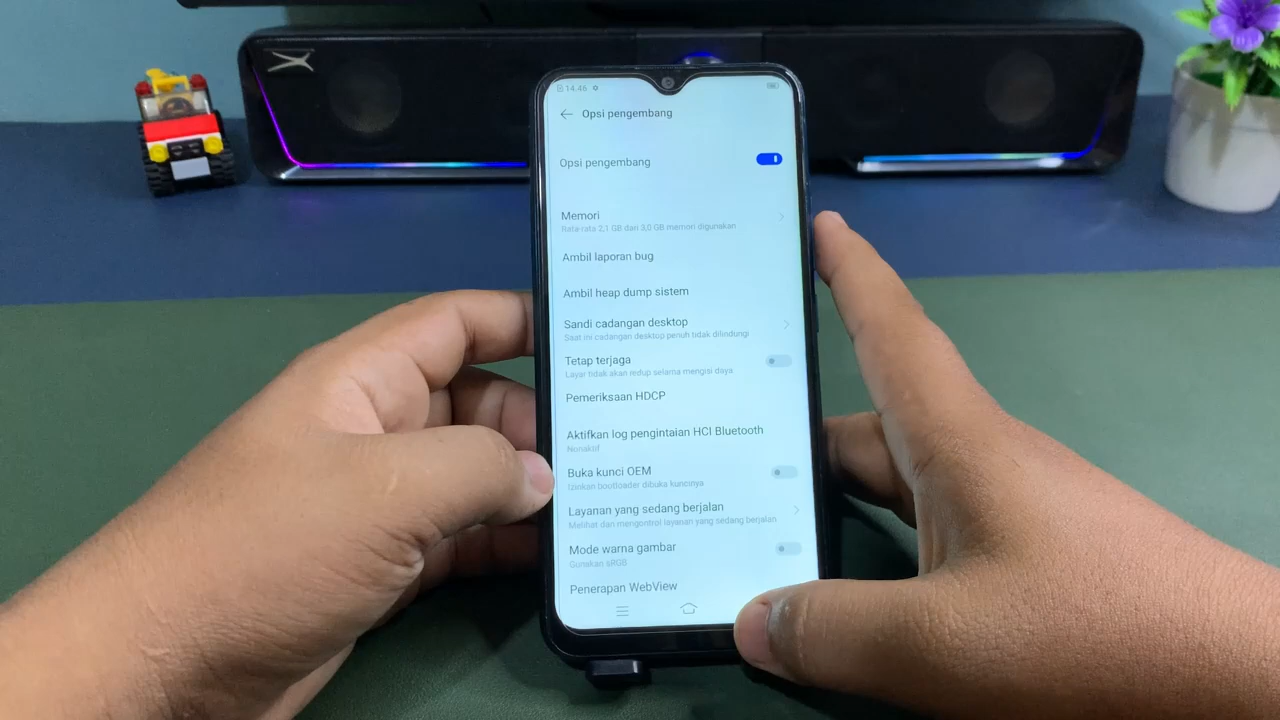 14.46
Opsi pengembang
Opsi pengembang
Memori
Rata-rata 2,1 GB dari 3,0 GB memori digunakan
Ambil laporan bug
Ambil heap dump sistem
Sandi cadangan desktop
Saat ini cadangan desktop penuh tidak dilindungi
Tetap terjaga
Layar tidak akan redup selama mengisi daya
Pemeriksaan HDCP
Aktifkan log pengintaian HCI Bluetooth
Nonaktif
Buka kunci OEM
Izinkan bootloader dibuka kuncinya
Layanan yang sedang berjalan
Melihat dan mengontrol layanan yang sedang berjalan
Mode warna gambar
Gunakan sRGB
Penerapan WebView